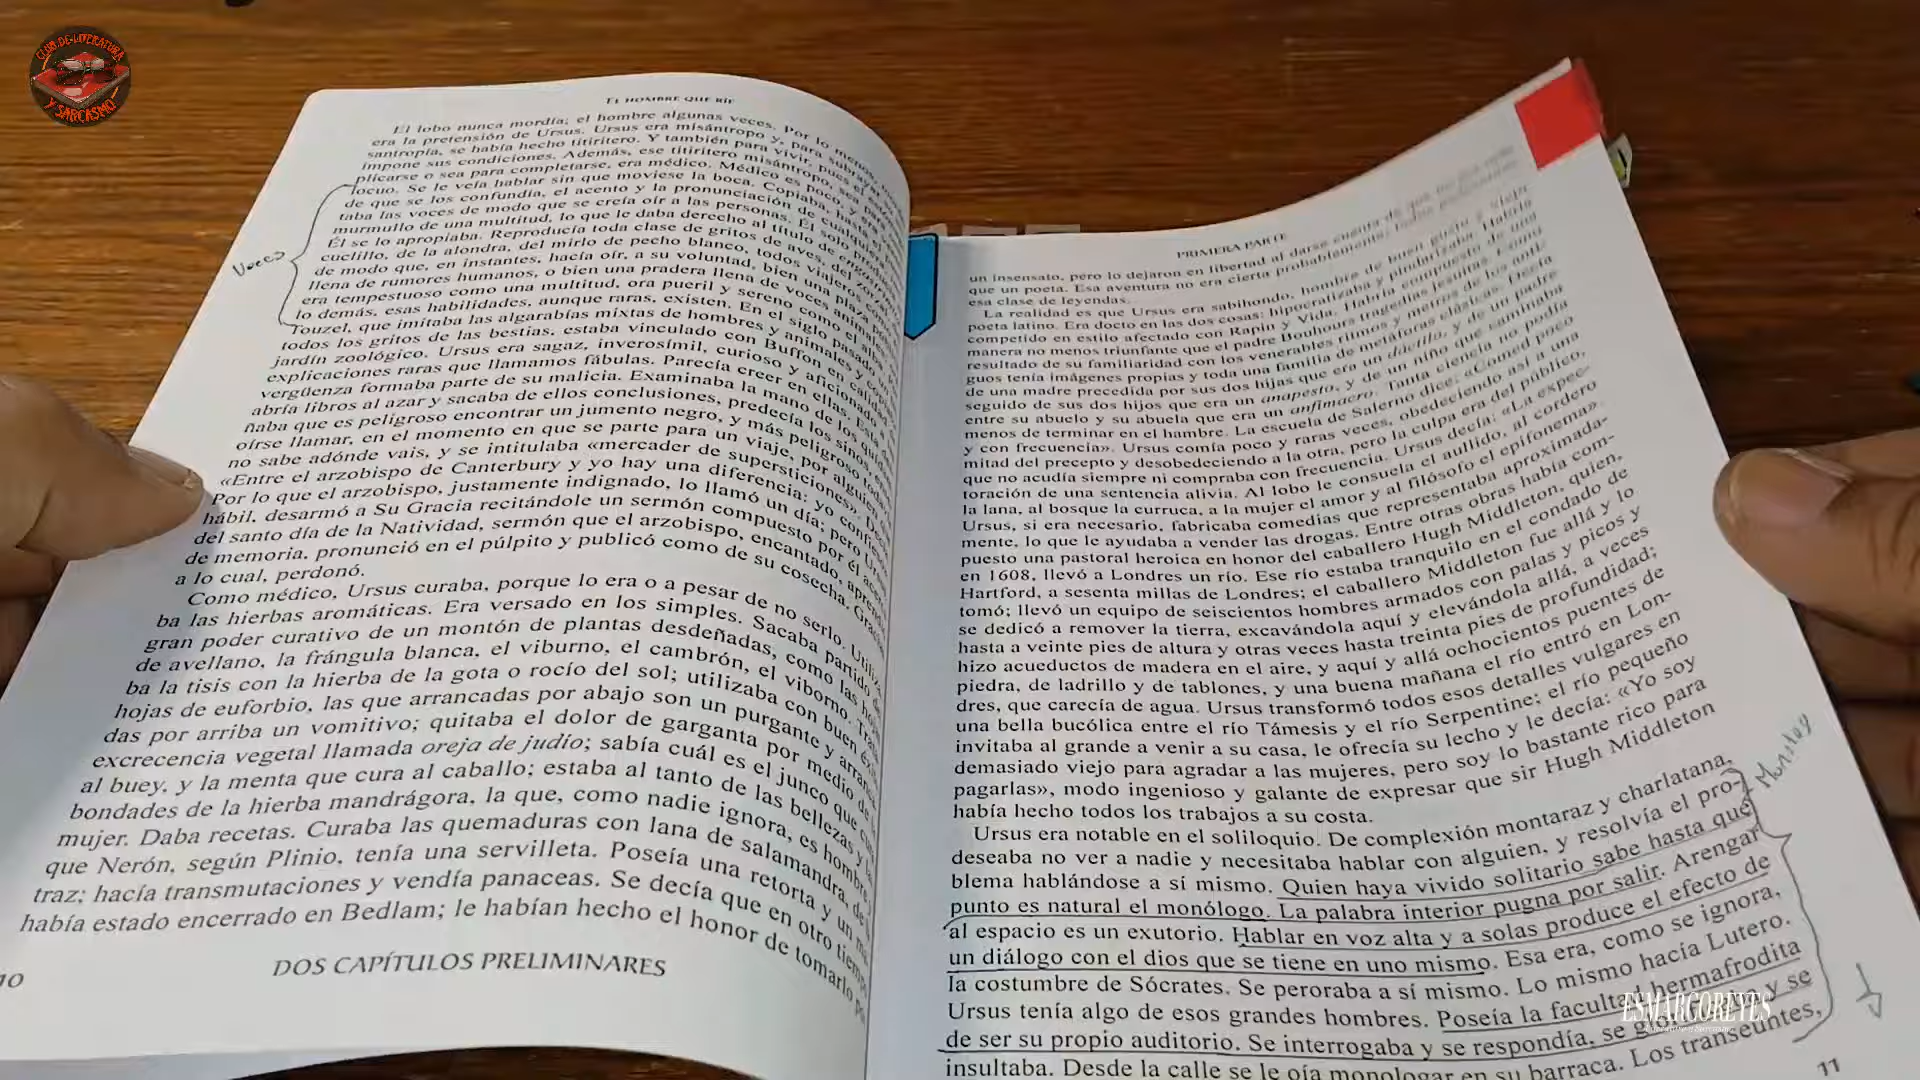 CLUB DE LITERATURA
Y SARCASMO
EL HOMBRE QUE RÍE
El lobo nunca mordía; el hombre algunas veces. Por lo menos,
era la pretensión de Ursus. Ursus era misántropo y, para subrayar
santropía, se había hecho titiritero. Y también para vivir, pues el
impone sus condiciones. Además, ese titiritero misántropo,
plicarse o sea para completarse, era médico. Médico es poco,
locuo. Se le veía hablar sin que moviese la boca. Copiaba, hasta el
de que se los confundía, el acento y la pronunciación de cualquiera
taba las voces de modo que se creía oír a las personas. Él solo
murmullo de una multitud, lo que le daba derecho al título de
Él se lo apropiaba. Reproducía toda clase de gritos de aves, del
cuclillo, de la alondra, del mirlo de pecho blanco, todos viajeros como
de modo que, en instantes, hacía oír, a su voluntad, bien una plaza
llena de rumores humanos, o bien una pradera llena de voces animales
era tempestuoso como una multitud, ora pueril y sereno como el
lo demás, esas habilidades, aunque raras, existen. En el siglo pasado
Touzel, que imitaba las algarabías mixtas de hombres y animales y
todos los gritos de las bestias, estaba vinculado con Buffon en calidad
jardín zoológico. Ursus era sagaz, inverosímil, curioso y
explicaciones raras que llamamos fábulas. Parecía creer en ellas.
vergüenza formaba parte de su malicia. Examinaba la mano de los
abría libros al azar y sacaba de ellos conclusiones, predecía los sinos,
ñaba que es peligroso encontrar un jumento negro, y más peligroso
oírse llamar, en el momento en que se parte para un viaje, por alguien
no sabe adónde vais, y se intitulaba «mercader de supersticiones».
«Entre el arzobispo de Canterbury y yo hay una diferencia: yo confieso
Por lo que el arzobispo, justamente indignado, lo llamó un día; pero
hábil, desarmó a Su Gracia recitándole un sermón compuesto por él
del santo día de la Natividad, sermón que el arzobispo, encantado,
de memoria, pronunció en el púlpito y publicó como de su cosecha.
a lo cual, perdonó.
Como médico, Ursus curaba, porque lo era o a pesar de no serlo.
ba las hierbas aromáticas. Era versado en los simples. Sacaba partido
gran poder curativo de un montón de plantas desdeñadas, como
de avellano, la frángula blanca, el viburno, el cambrón, el viborno.
ba la tisis con la hierba de la gota o rocío del sol; utilizaba con buen
hojas de euforbio, las que arrancadas por abajo son un purgante y
das por arriba un vomitivo; quitaba el dolor de garganta por medio de
excrecencia vegetal llamada oreja de judio; sabía cuál es el junco que
al buey, y la menta que cura al caballo; estaba al tanto de las bellezas y
bondades de la hierba mandrágora, la que, como nadie ignora, es hombre y
mujer. Daba recetas. Curaba las quemaduras con lana de salamandra, de
que Nerón, según Plinio, tenía una servilleta. Poseía una retorta y un
traz; hacía transmutaciones y vendía panaceas. Se decía que en otro tiempo
había estado encerrado en Bedlam; le habían hecho el honor de tomarlo
DOS CAPÍTULOS PRELIMINARES
10
Voces
PRIMERA PARTE
un insensato, pero lo dejaron en libertad al darse cuenta de que
que un poeta. Esa aventura no era cierta probablemente;
esa clase de leyendas.
La realidad es que Ursus era sabihondo, hombre de buen gusto y viejo
poeta latino. Era docto en las dos cosas: hipocratizaba y pindarizaba. Habría
competido en estilo afectado con Rapin y Vida. Habría compuesto de una
manera no menos triunfante que el padre Bouhours tragedias jesuitas. Como
resultado de su familiaridad con los venerables ritmos y metros de los anti-
guos tenía imágenes propias y toda una familia de metáforas clásicas. Decía
de una madre precedida por sus dos hijas que era un dáctilo, y de un padre
seguido de sus dos hijos que era un anapesto, y de un niño que caminaba
entre su abuelo y su abuela que era un anfímacro. Tanta ciencia no podía
menos de terminar en el hambre. La escuela de Salerno dice: «Comed poco
y con frecuencia». Ursus comía poco y raras veces, obedeciendo así a una
mitad del precepto y desobedeciendo a la otra, pero la culpa era del público,
que no acudía siempre ni compraba con frecuencia. Ursus decía: «La expec-
toración de una sentencia alivia. Al lobo le consuela el aullido, al cordero
la lana, al bosque la curruca, a la mujer el amor y al filósofo el epifonema».
Ursus, si era necesario, fabricaba comedias que representaba aproximada-
mente, lo que le ayudaba a vender las drogas. Entre otras obras había com-
puesto una pastoral heroica en honor del caballero Hugh Middleton, quien,
en 1608, llevó a Londres un río. Ese río estaba tranquilo en el condado de
Hartford, a sesenta millas de Londres; el caballero Middleton fue allá y lo
tomó; llevó un equipo de seiscientos hombres armados con palas y picos y
se dedicó a remover la tierra, excavándola aquí y elevándola allá, a veces
hasta a veinte pies de altura y otras veces hasta treinta pies de profundidad;
hizo acueductos de madera en el aire, y aquí y allá ochocientos puentes de
piedra, de ladrillo y de tablones, y una buena mañana el río entró en Lon-
dres, que carecía de agua. Ursus transformó todos esos detalles vulgares en
una bella bucólica entre el río Támesis y el río Serpentine; el río pequeño
invitaba al grande a venir a su casa, le ofrecía su lecho y le decía: «Yo soy
demasiado viejo para agradar a las mujeres, pero soy lo bastante rico para
pagarlas», modo ingenioso y galante de expresar que sir Hugh Middleton
había hecho todos los trabajos a su costa.
Ursus era notable en el soliloquio. De complexión montaraz y charlatana,
deseaba no ver a nadie y necesitaba hablar con alguien, y resolvía el pro-
blema hablándose a sí mismo. Quien haya vivido solitario sabe hasta qué
punto es natural el monólogo. La palabra interior pugna por salir. Arengar
al espacio es un exutorio. Hablar en voz alta y a solas produce el efecto de
un diálogo con el dios que se tiene en uno mismo. Esa era, como se ignora,
la costumbre de Sócrates. Se peroraba a sí mismo. Lo mismo hacía Lutero.
Ursus tenía algo de esos grandes hombres. Poseía la facultad hermafrodita
de ser su propio auditorio. Se interrogaba y se respondía, se y se
insultaba. Desde la calle se le oía monologar en su barraca. Los transeúntes,
11
ESMARCOREYES